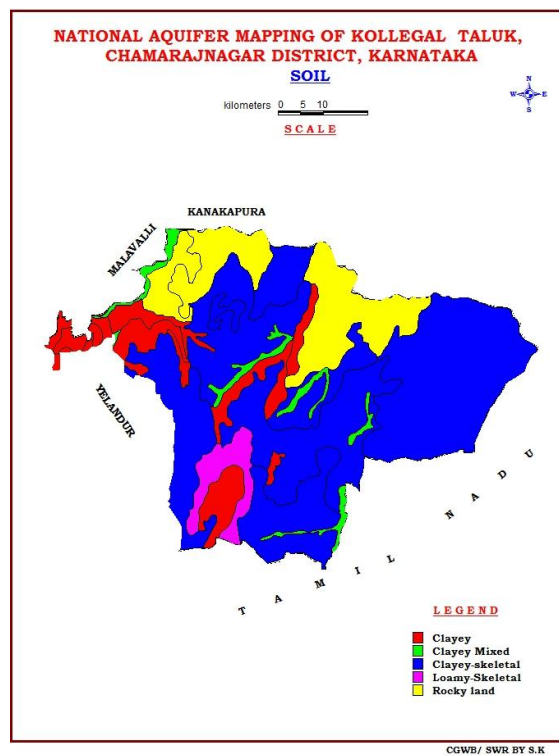 NATIONAL AQUIFER MAPPING OF KOLLEGAL TALUK,
CHAMARAJNAGAR DISTRICT, KARNATAKA
SOIL
N
W E
S
kilometers 0 5 10
SCALE
KANAKAPURA
MALAVALLI
YELANDUR
TAMIL NADU
LEGEND
Clayey
Clayey Mixed
Clayey-skeletal
Loamy-Skeletal
Rocky land
CGWB/ SWR BY S.K